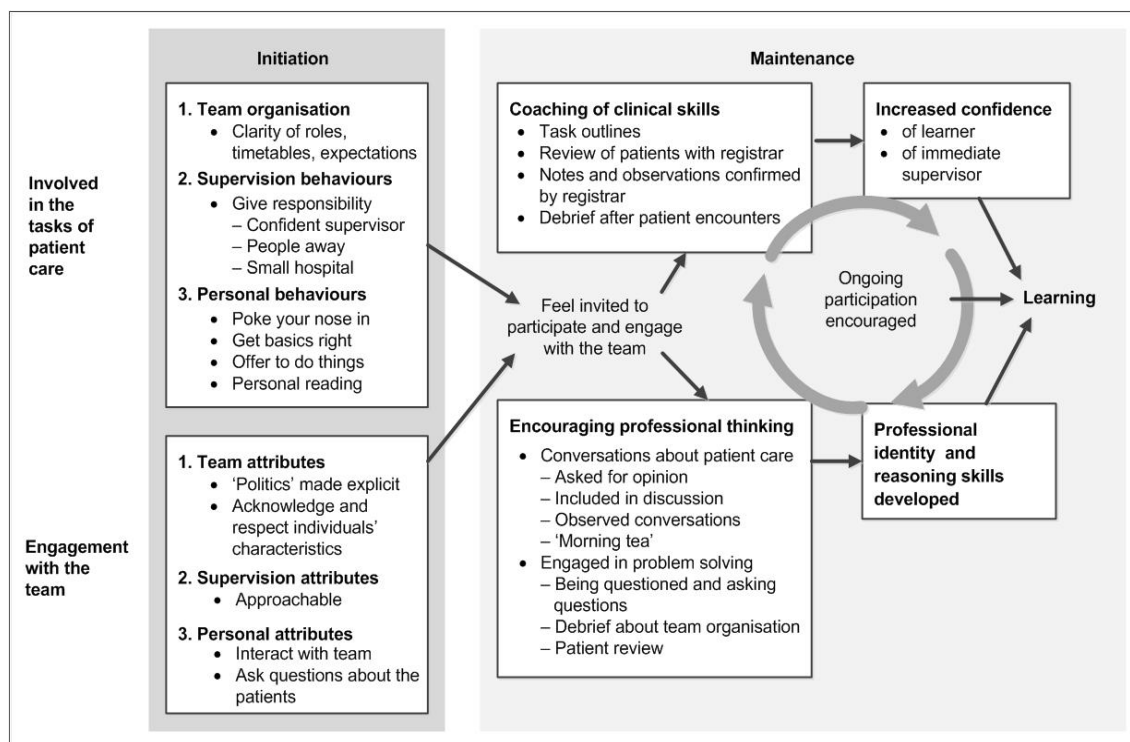 Initiation
Maintenance
Involved
in the
tasks of
patient
care
1. Team organisation
• Clarity of roles,
timetables, expectations
2. Supervision behaviours
• Give responsibility
– Confident supervisor
– People away
– Small hospital
3. Personal behaviours
• Poke your nose in
• Get basics right
• Offer to do things
• Personal reading
Engagement
with the
team
1. Team attributes
• ‘Politics’ made explicit
• Acknowledge and
respect individuals’
characteristics
2. Supervision attributes
• Approachable
3. Personal attributes
• Interact with team
• Ask questions about the
patients
Feel invited to
participate and engage
with the team
Coaching of clinical skills
• Task outlines
• Review of patients with registrar
• Notes and observations confirmed
by registrar
• Debrief after patient encounters
Increased confidence
• of learner
• of immediate
supervisor
Ongoing
participation
encouraged
Learning
Encouraging professional thinking
• Conversations about patient care
– Asked for opinion
– Included in discussion
– Observed conversations
– ‘Morning tea’
• Engaged in problem solving
– Being questioned and asking
questions
– Debrief about team organisation
– Patient review
Professional
identity and
reasoning skills
developed